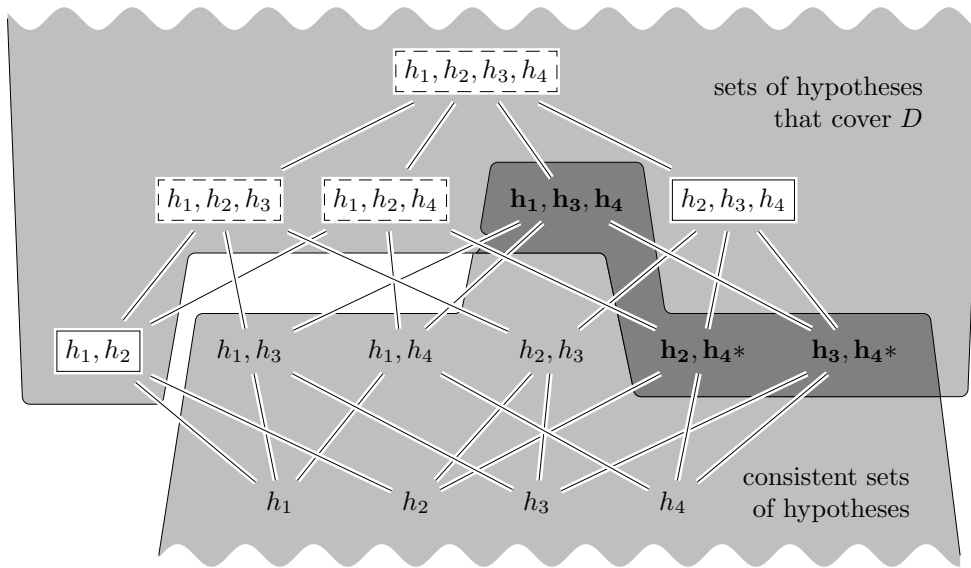 h₁, h₂, h₃, h₄
sets of hypotheses
that cover D
h₁, h₂, h₃
h₁, h₂, h₄
h₁, h₃, h₄
h₂, h₃, h₄
h₁, h₂
h₁, h₃
h₁, h₄
h₂, h₃
h₂, h₄*
h₃, h₄*
consistent sets
of hypotheses
h₁
h₂
h₃
h₄